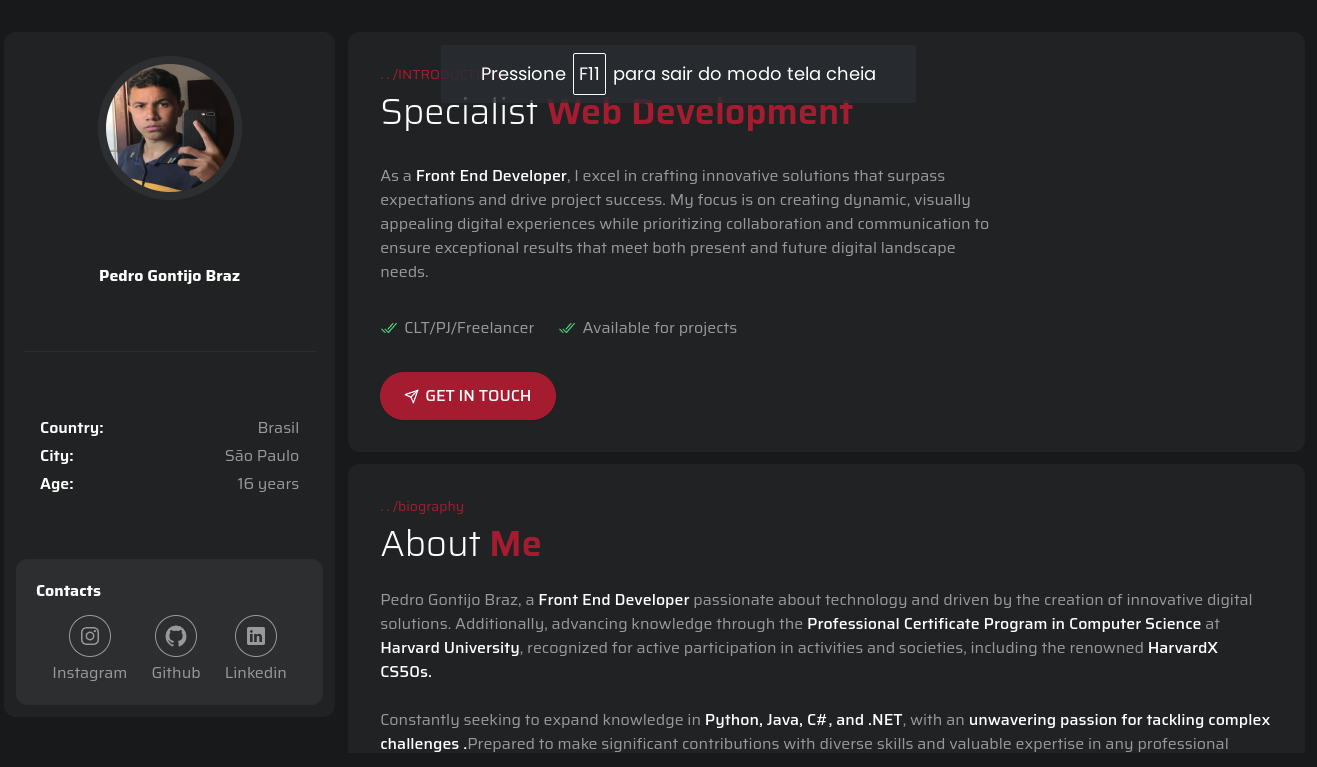 Pedro Gontijo Braz
Country: Brasil
City: São Paulo
Age: 16 years
Contacts
Instagram Github Linkedin
Pressione F11 para sair do modo tela cheia
. . /INTRODUCTION
Specialist Web Development
As a Front End Developer, I excel in crafting innovative solutions that surpass
expectations and drive project success. My focus is on creating dynamic, visually
appealing digital experiences while prioritizing collaboration and communication to
ensure exceptional results that meet both present and future digital landscape
needs.
CLT/PJ/Freelancer Available for projects
GET IN TOUCH
. . /biography
About Me
Pedro Gontijo Braz, a Front End Developer passionate about technology and driven by the creation of innovative digital
solutions. Additionally, advancing knowledge through the Professional Certificate Program in Computer Science at
Harvard University, recognized for active participation in activities and societies, including the renowned HarvardX
CS50s.
Constantly seeking to expand knowledge in Python, Java, C#, and .NET, with an unwavering passion for tackling complex
challenges .Prepared to make significant contributions with diverse skills and valuable expertise in any professional